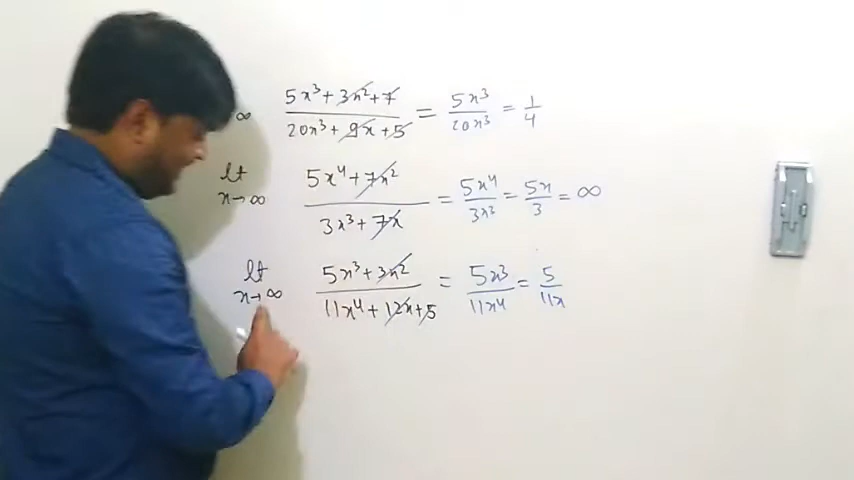 ∞ (5x³ + 3x² + 7)/(20x³ + 9x + 5) = 5x³/20x³ = 1/4
lt x→∞ (5x⁴ + 7x²)/(3x³ + 7x) = 5x⁴/3x³ = 5x/3 = ∞
lt x→∞ (5x³ + 3x²)/(11x⁴ + 12x + 5) = 5x³/11x⁴ = 5/11x